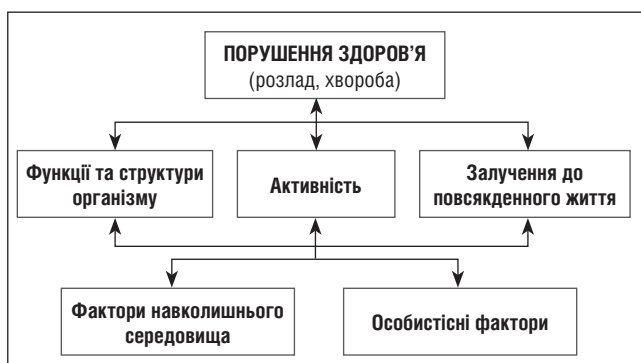 ПОРУШЕННЯ ЗДОРОВ’Я
(розлад, хвороба)
Функції та структури
організму
Активність
Залучення до
повсякденного життя
Фактори навколишнього
середовища
Особистісні фактори